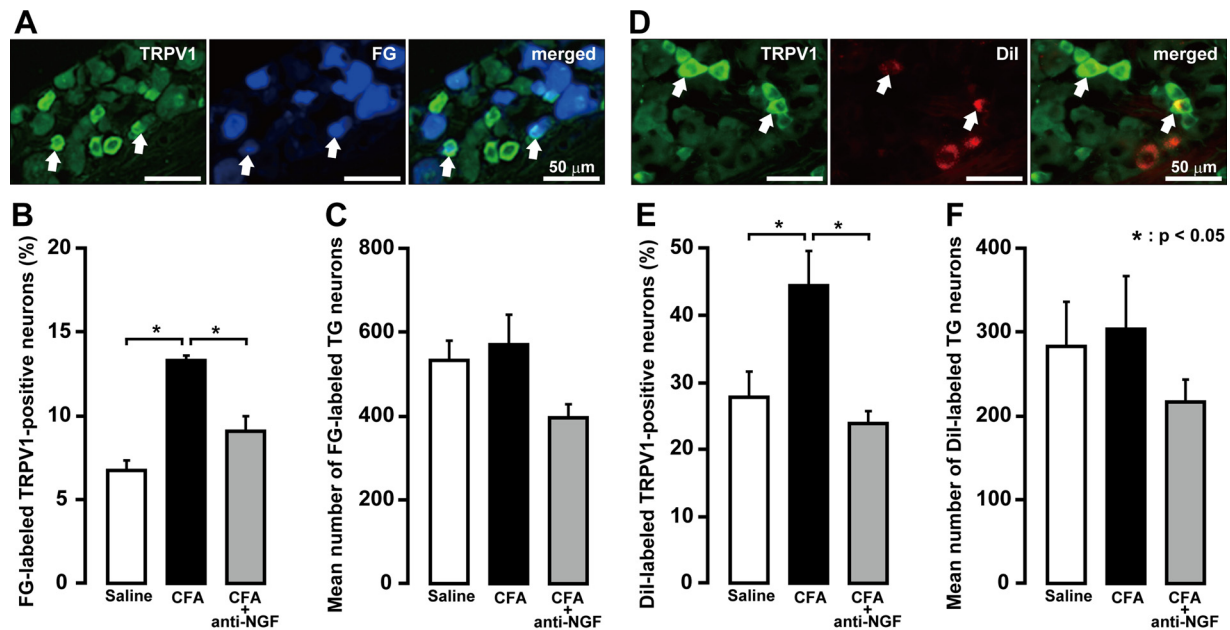 A
TRPV1
FG
merged
50 μm
D
TRPV1
DiI
merged
50 μm
B
FG-labeled TRPV1-positive neurons (%)
20
15
10
5
0
*
*
Saline
CFA
CFA
+
anti-NGF
C
Mean number of FG-labeled TG neurons
800
600
400
200
0
Saline
CFA
CFA
+
anti-NGF
E
DiI-labeled TRPV1-positive neurons (%)
50
40
30
20
10
0
*
*
Saline
CFA
CFA
+
anti-NGF
F
* : p < 0.05
Mean number of DiI-labeled TG neurons
400
300
200
100
0
Saline
CFA
CFA
+
anti-NGF